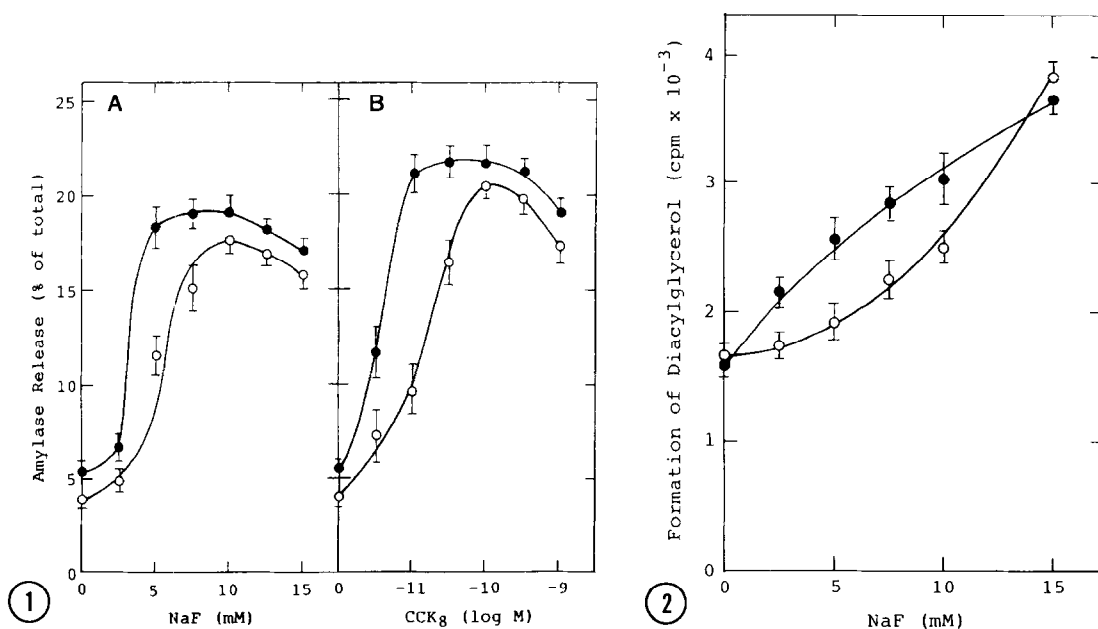 A
B
Amylase Release (% of total)
25
20
15
10
5
0
0 5 10 15
NaF (mM)
0 -11 -10 -9
CCK8 (log M)
1
Formation of Diacylglycerol (cpm x 10⁻³)
4
3
2
1
0
0 5 10 15
NaF (mM)
2